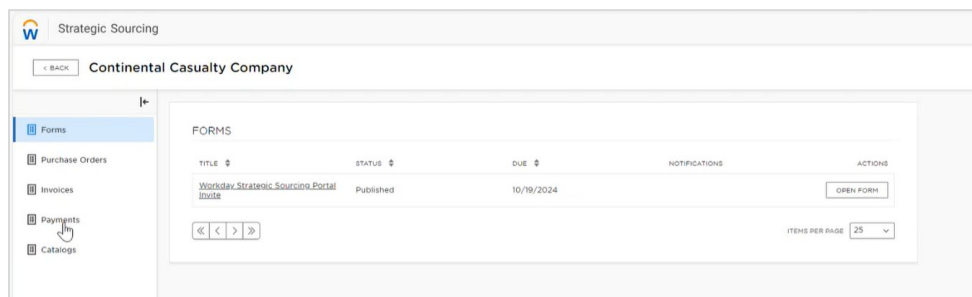 Strategic Sourcing
< BACK
Continental Casualty Company
Forms
Purchase Orders
Invoices
Payments
Catalogs
FORMS
TITLE STATUS DUE NOTIFICATIONS ACTIONS
Workday Strategic Sourcing Portal Invite Published 10/19/2024 OPEN FORM
ITEMS PER PAGE 25